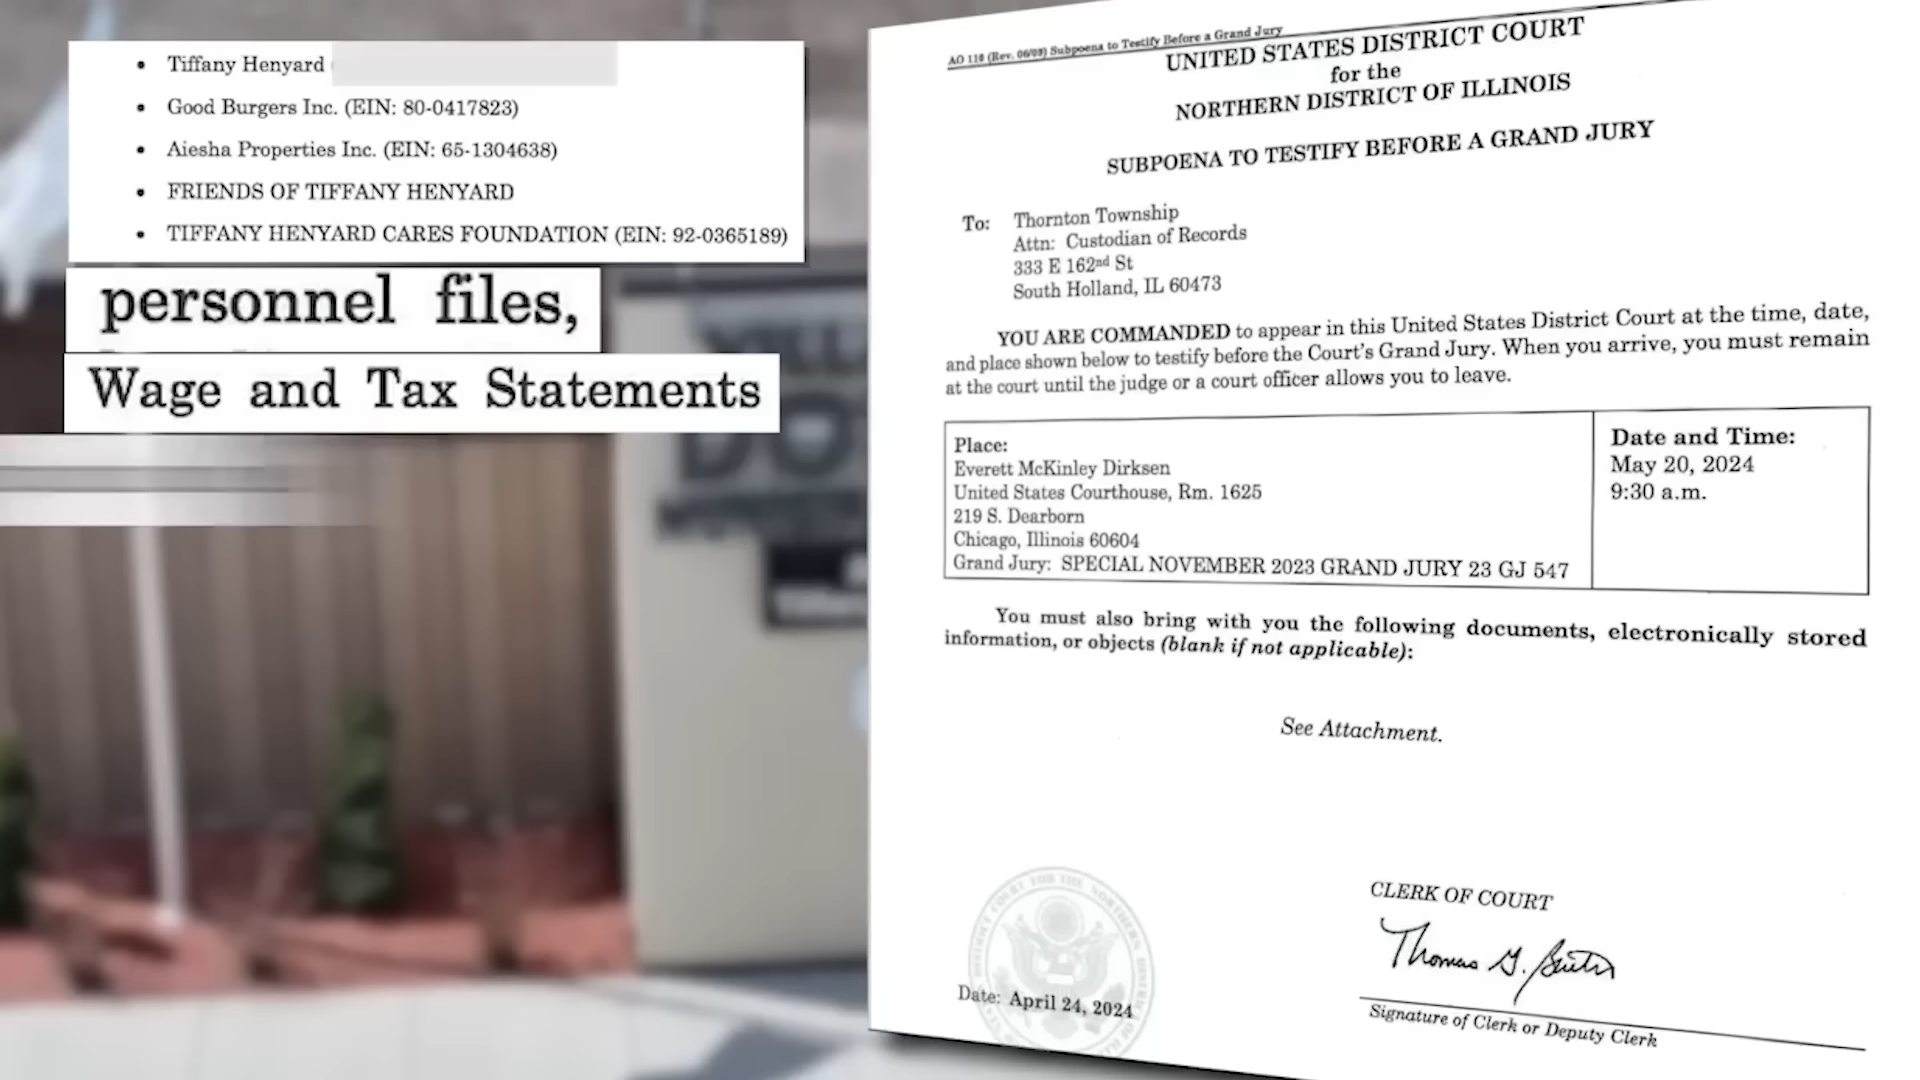 Tiffany Henyard
Good Burgers Inc. (EIN: 80-0417823)
Aiesha Properties Inc. (EIN: 65-1304638)
FRIENDS OF TIFFANY HENYARD
TIFFANY HENYARD CARES FOUNDATION (EIN: 92-0365189)
personnel files,
Wage and Tax Statements
AO 110 (Rev. 06/09) Subpoena to Testify Before a Grand Jury
UNITED STATES DISTRICT COURT
for the
NORTHERN DISTRICT OF ILLINOIS
SUBPOENA TO TESTIFY BEFORE A GRAND JURY
To: Thornton Township
Attn: Custodian of Records
333 E 162nd St
South Holland, IL 60473
YOU ARE COMMANDED to appear in this United States District Court at the time, date,
and place shown below to testify before the Court's Grand Jury. When you arrive, you must remain
at the court until the judge or a court officer allows you to leave.
Place:
Everett McKinley Dirksen
United States Courthouse, Rm. 1625
219 S. Dearborn
Chicago, Illinois 60604
Grand Jury: SPECIAL NOVEMBER 2023 GRAND JURY 23 GJ 547
Date and Time:
May 20, 2024
9:30 a.m.
You must also bring with you the following documents, electronically stored
information, or objects (blank if not applicable):
See Attachment.
CLERK OF COURT
Date: April 24, 2024
Signature of Clerk or Deputy Clerk